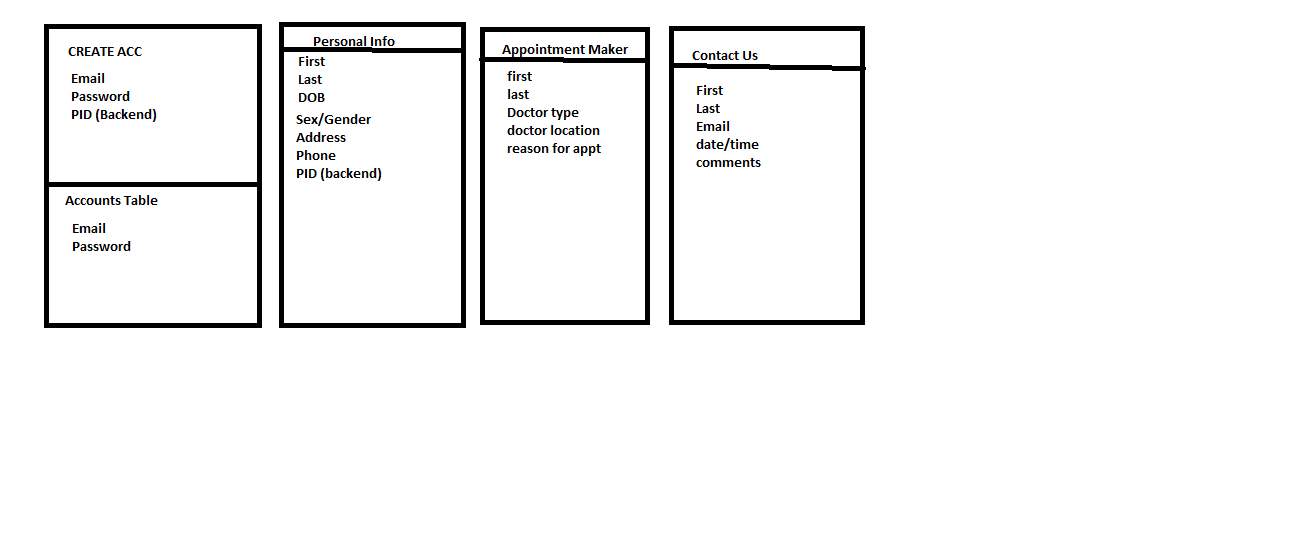 CREATE ACC
Email
Password
PID (Backend)
Accounts Table
Email
Password
Personal Info
First
Last
DOB
Sex/Gender
Address
Phone
PID (backend)
Appointment Maker
first
last
Doctor type
doctor location
reason for appt
Contact Us
First
Last
Email
date/time
comments